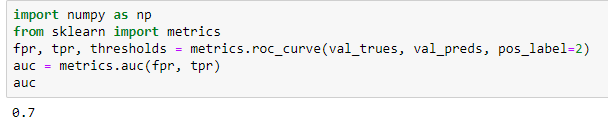 import numpy as np
from sklearn import metrics
fpr, tpr, thresholds = metrics.roc_curve(val_trues, val_preds, pos_label=2)
auc = metrics.auc(fpr, tpr)
auc
0.7